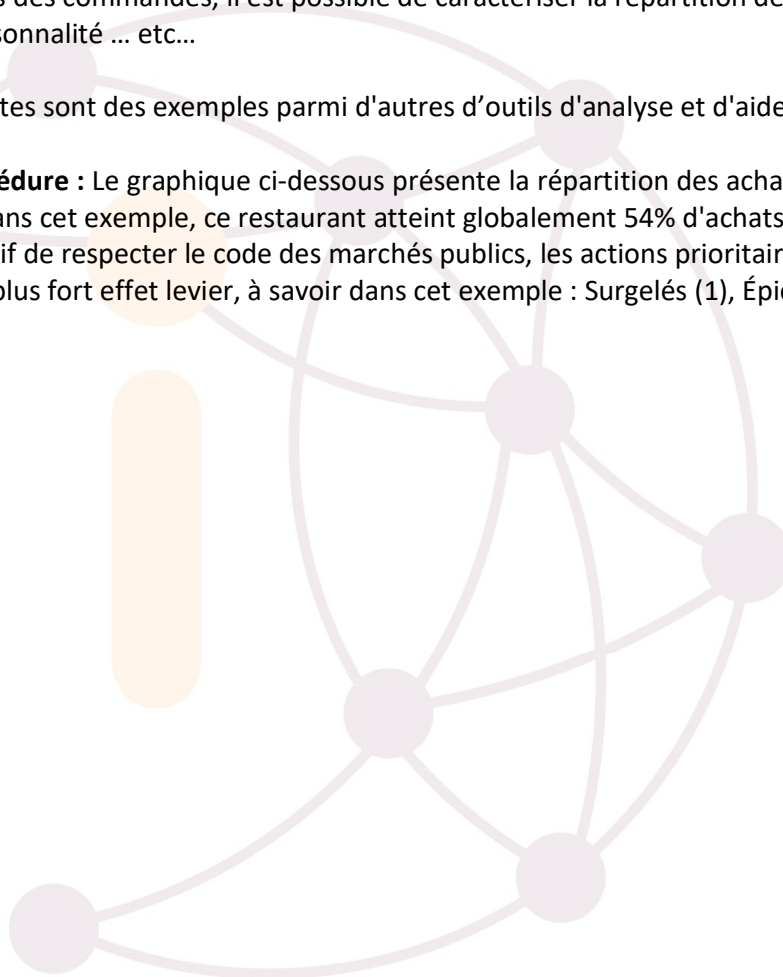 s des commandes, il est possible de caractériser la répartition de
sonnalité … etc…
tes sont des exemples parmi d'autres d’outils d'analyse et d'aide
édure : Le graphique ci-dessous présente la répartition des acha
ans cet exemple, ce restaurant atteint globalement 54% d'achats
if de respecter le code des marchés publics, les actions prioritair
plus fort effet levier, à savoir dans cet exemple : Surgelés (1), Épi